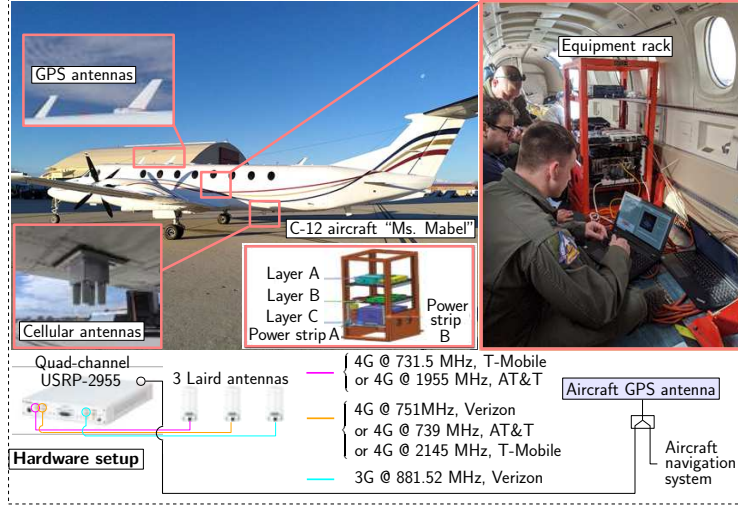 GPS antennas
Equipment rack
C-12 aircraft “Ms. Mabel”
Cellular antennas
Layer A
Layer B
Layer C
Power strip A
Power
strip
B
Quad-channel
USRP-2955
3 Laird antennas
Hardware setup
4G @ 731.5 MHz, T-Mobile
or 4G @ 1955 MHz, AT&T
4G @ 751MHz, Verizon
or 4G @ 739 MHz, AT&T
or 4G @ 2145 MHz, T-Mobile
3G @ 881.52 MHz, Verizon
Aircraft GPS antenna
Aircraft
navigation
system